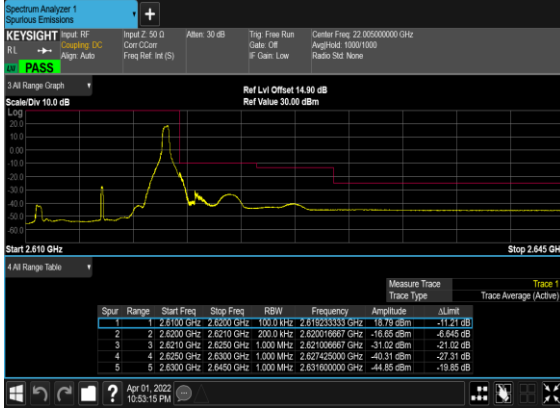 Spectrum Analyzer 1
Spurious Emissions
+
KEYSIGHT Input: RF Input Z: 50 Ω Atten: 30 dB Trig: Free Run Center Freq: 22.005000000 GHz
RL Coupling: DC Corr CCorr Gate: Off Avg|Hold: 1000/1000
Align: Auto Freq Ref: Int (S) IF Gain: Low Radio Std: None
LXI PASS
3 All Range Graph
Ref Lvl Offset 14.90 dB
Scale/Div 10.0 dB Ref Value 30.00 dBm
Log
20.0
10.0
0.00
-10.0
-20.0
-30.0
-40.0
-50.0
-60.0
Start 2.610 GHz Stop 2.645 GH
4 All Range Table
Measure Trace Trace 1
Trace Type Trace Average (Active)
Spur Range Start Freq Stop Freq RBW Frequency Amplitude ΔLimit
1 1 2.6100 GHz 2.6200 GHz 100.0 kHz 2.619233333 GHz 18.79 dBm -11.21 dB
2 2 2.6200 GHz 2.6210 GHz 200.0 kHz 2.620016667 GHz -16.65 dBm -6.645 dB
3 3 2.6210 GHz 2.6250 GHz 1.000 MHz 2.621006667 GHz -31.02 dBm -21.02 dB
4 4 2.6250 GHz 2.6300 GHz 1.000 MHz 2.627425000 GHz -40.31 dBm -27.31 dB
5 5 2.6300 GHz 2.6450 GHz 1.000 MHz 2.631600000 GHz -44.85 dBm -19.85 dB
? Apr 01, 2022
10:53:15 PM